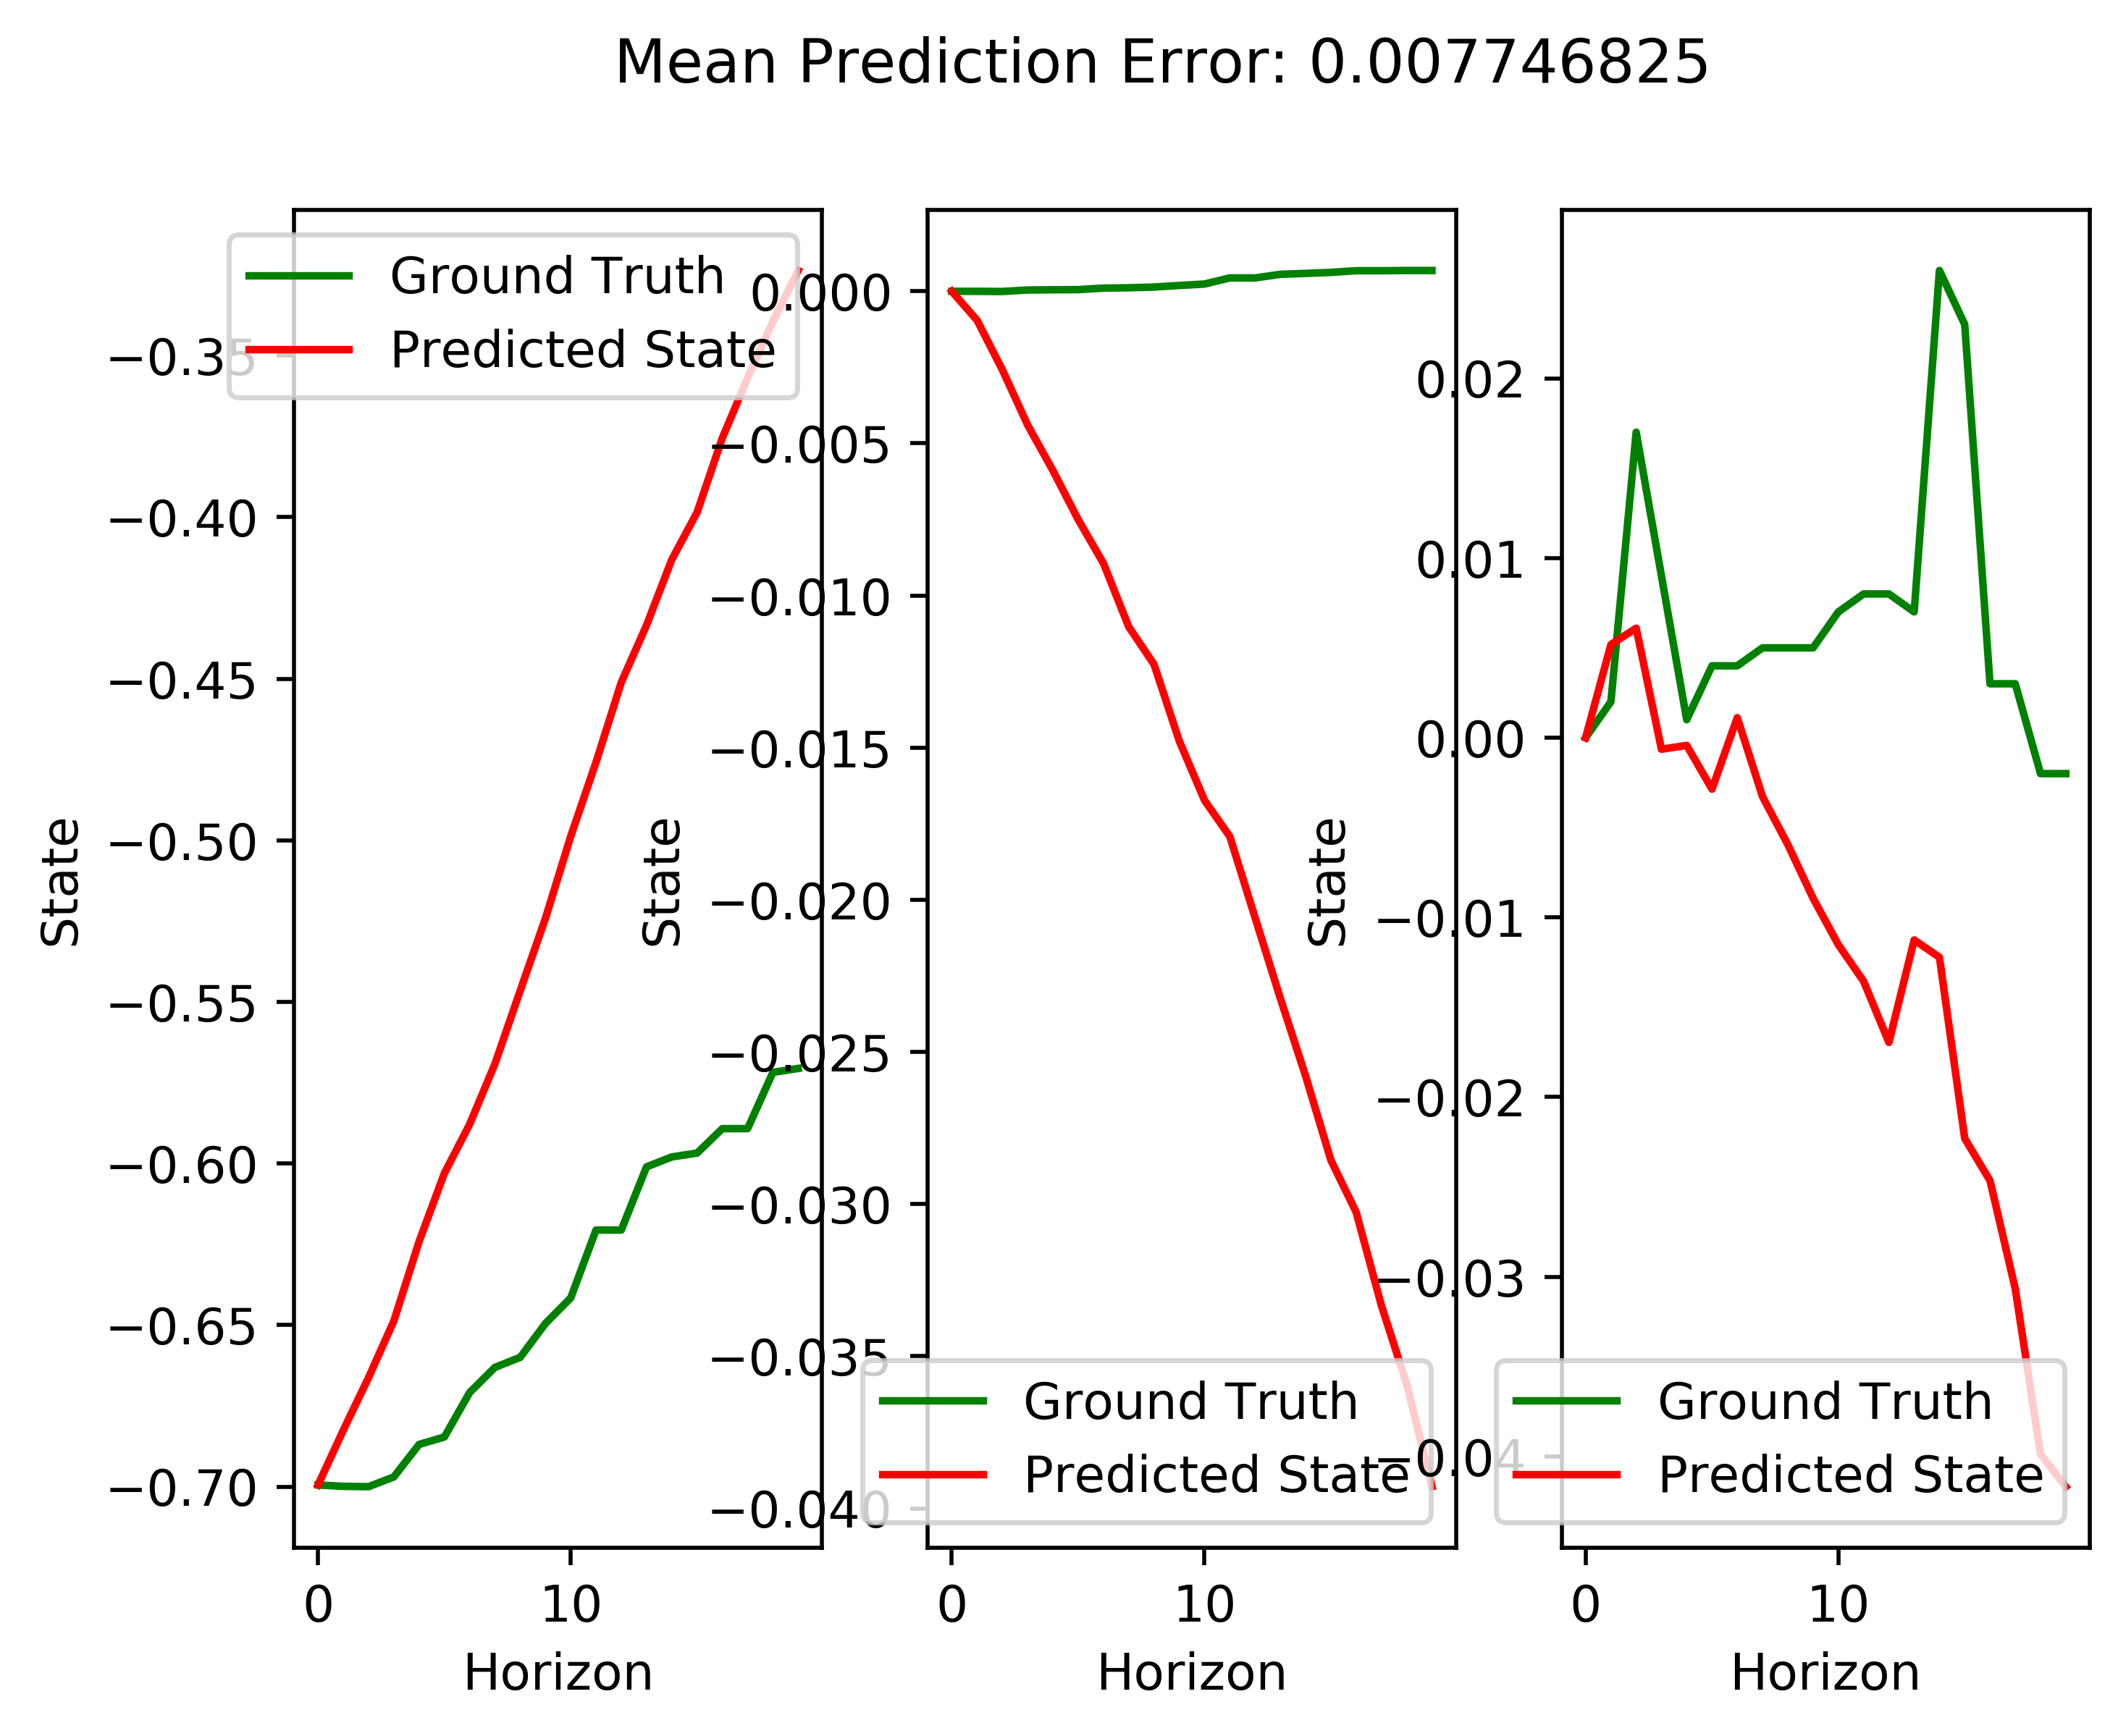 Mean Prediction Error: 0.007746825
Ground Truth
Predicted State
−0.35
−0.40
−0.45
−0.50
−0.55
−0.60
−0.65
−0.70
State
0
10
Horizon
0.000
−0.005
−0.010
−0.015
−0.020
−0.025
−0.030
−0.035
−0.040
State
Ground Truth
Predicted State
0
10
Horizon
0.02
0.01
0.00
−0.01
−0.02
−0.03
−0.04
State
Ground Truth
Predicted State
0
10
Horizon